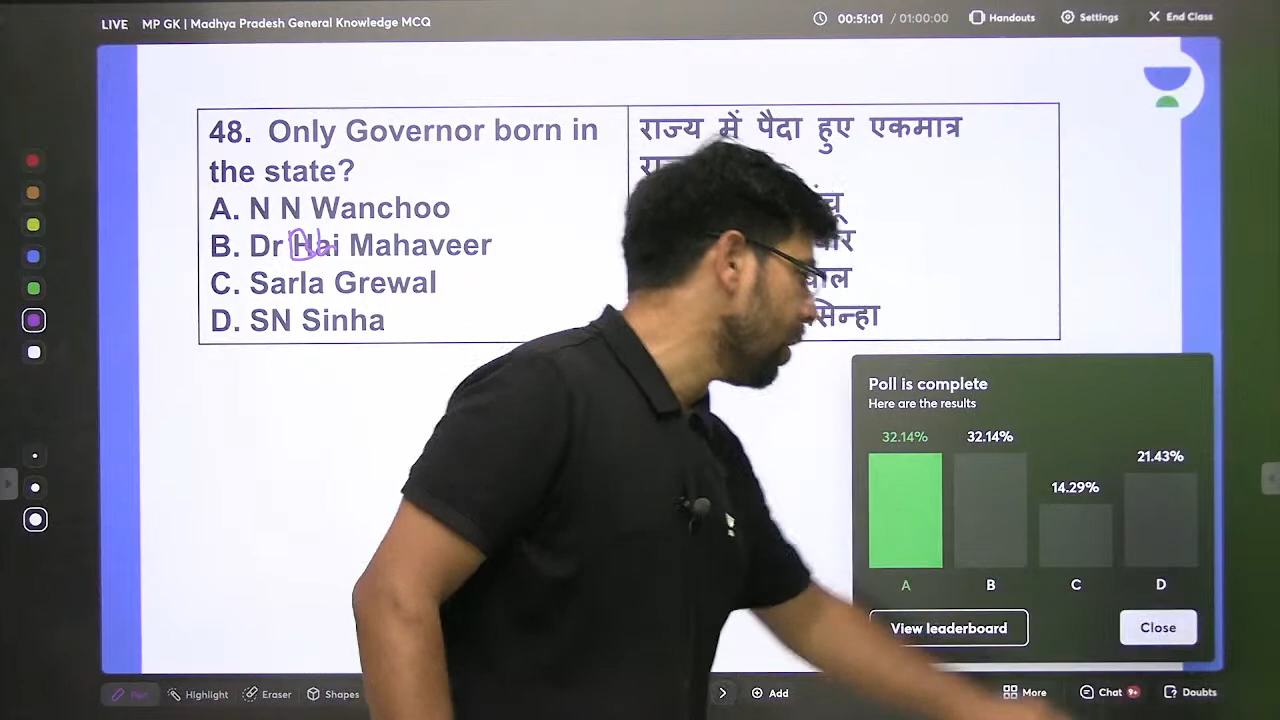 LIVE MP GK | Madhya Pradesh General Knowledge MCQ
00:51:01 / 01:00:00
Handouts
Settings
End Class
48. Only Governor born in
the state?
A. N N Wanchoo
B. Dr Hai Mahaveer
C. Sarla Grewal
D. SN Sinha
राज्य में पैदा हुए एकमात्र
सिन्हा
Poll is complete
Here are the results
32.14% 32.14% 14.29% 21.43%
A B C D
View leaderboard
Close
Pen Highlight Eraser Shapes
Add
More
Chat 9+
Doubts